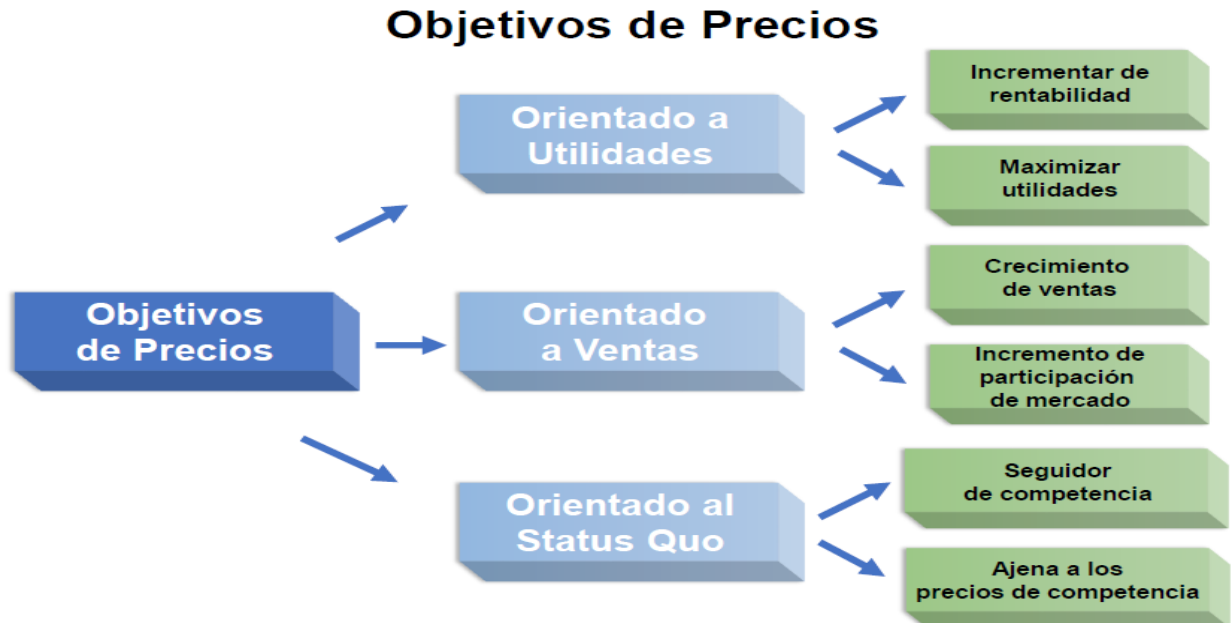 Objetivos de Precios
Objetivos
de Precios
Orientado a
Utilidades
Incrementar de
rentabilidad
Maximizar
utilidades
Orientado
a Ventas
Crecimiento
de ventas
Incremento de
participación
de mercado
Orientado al
Status Quo
Seguidor
de competencia
Ajena a los
precios de competencia